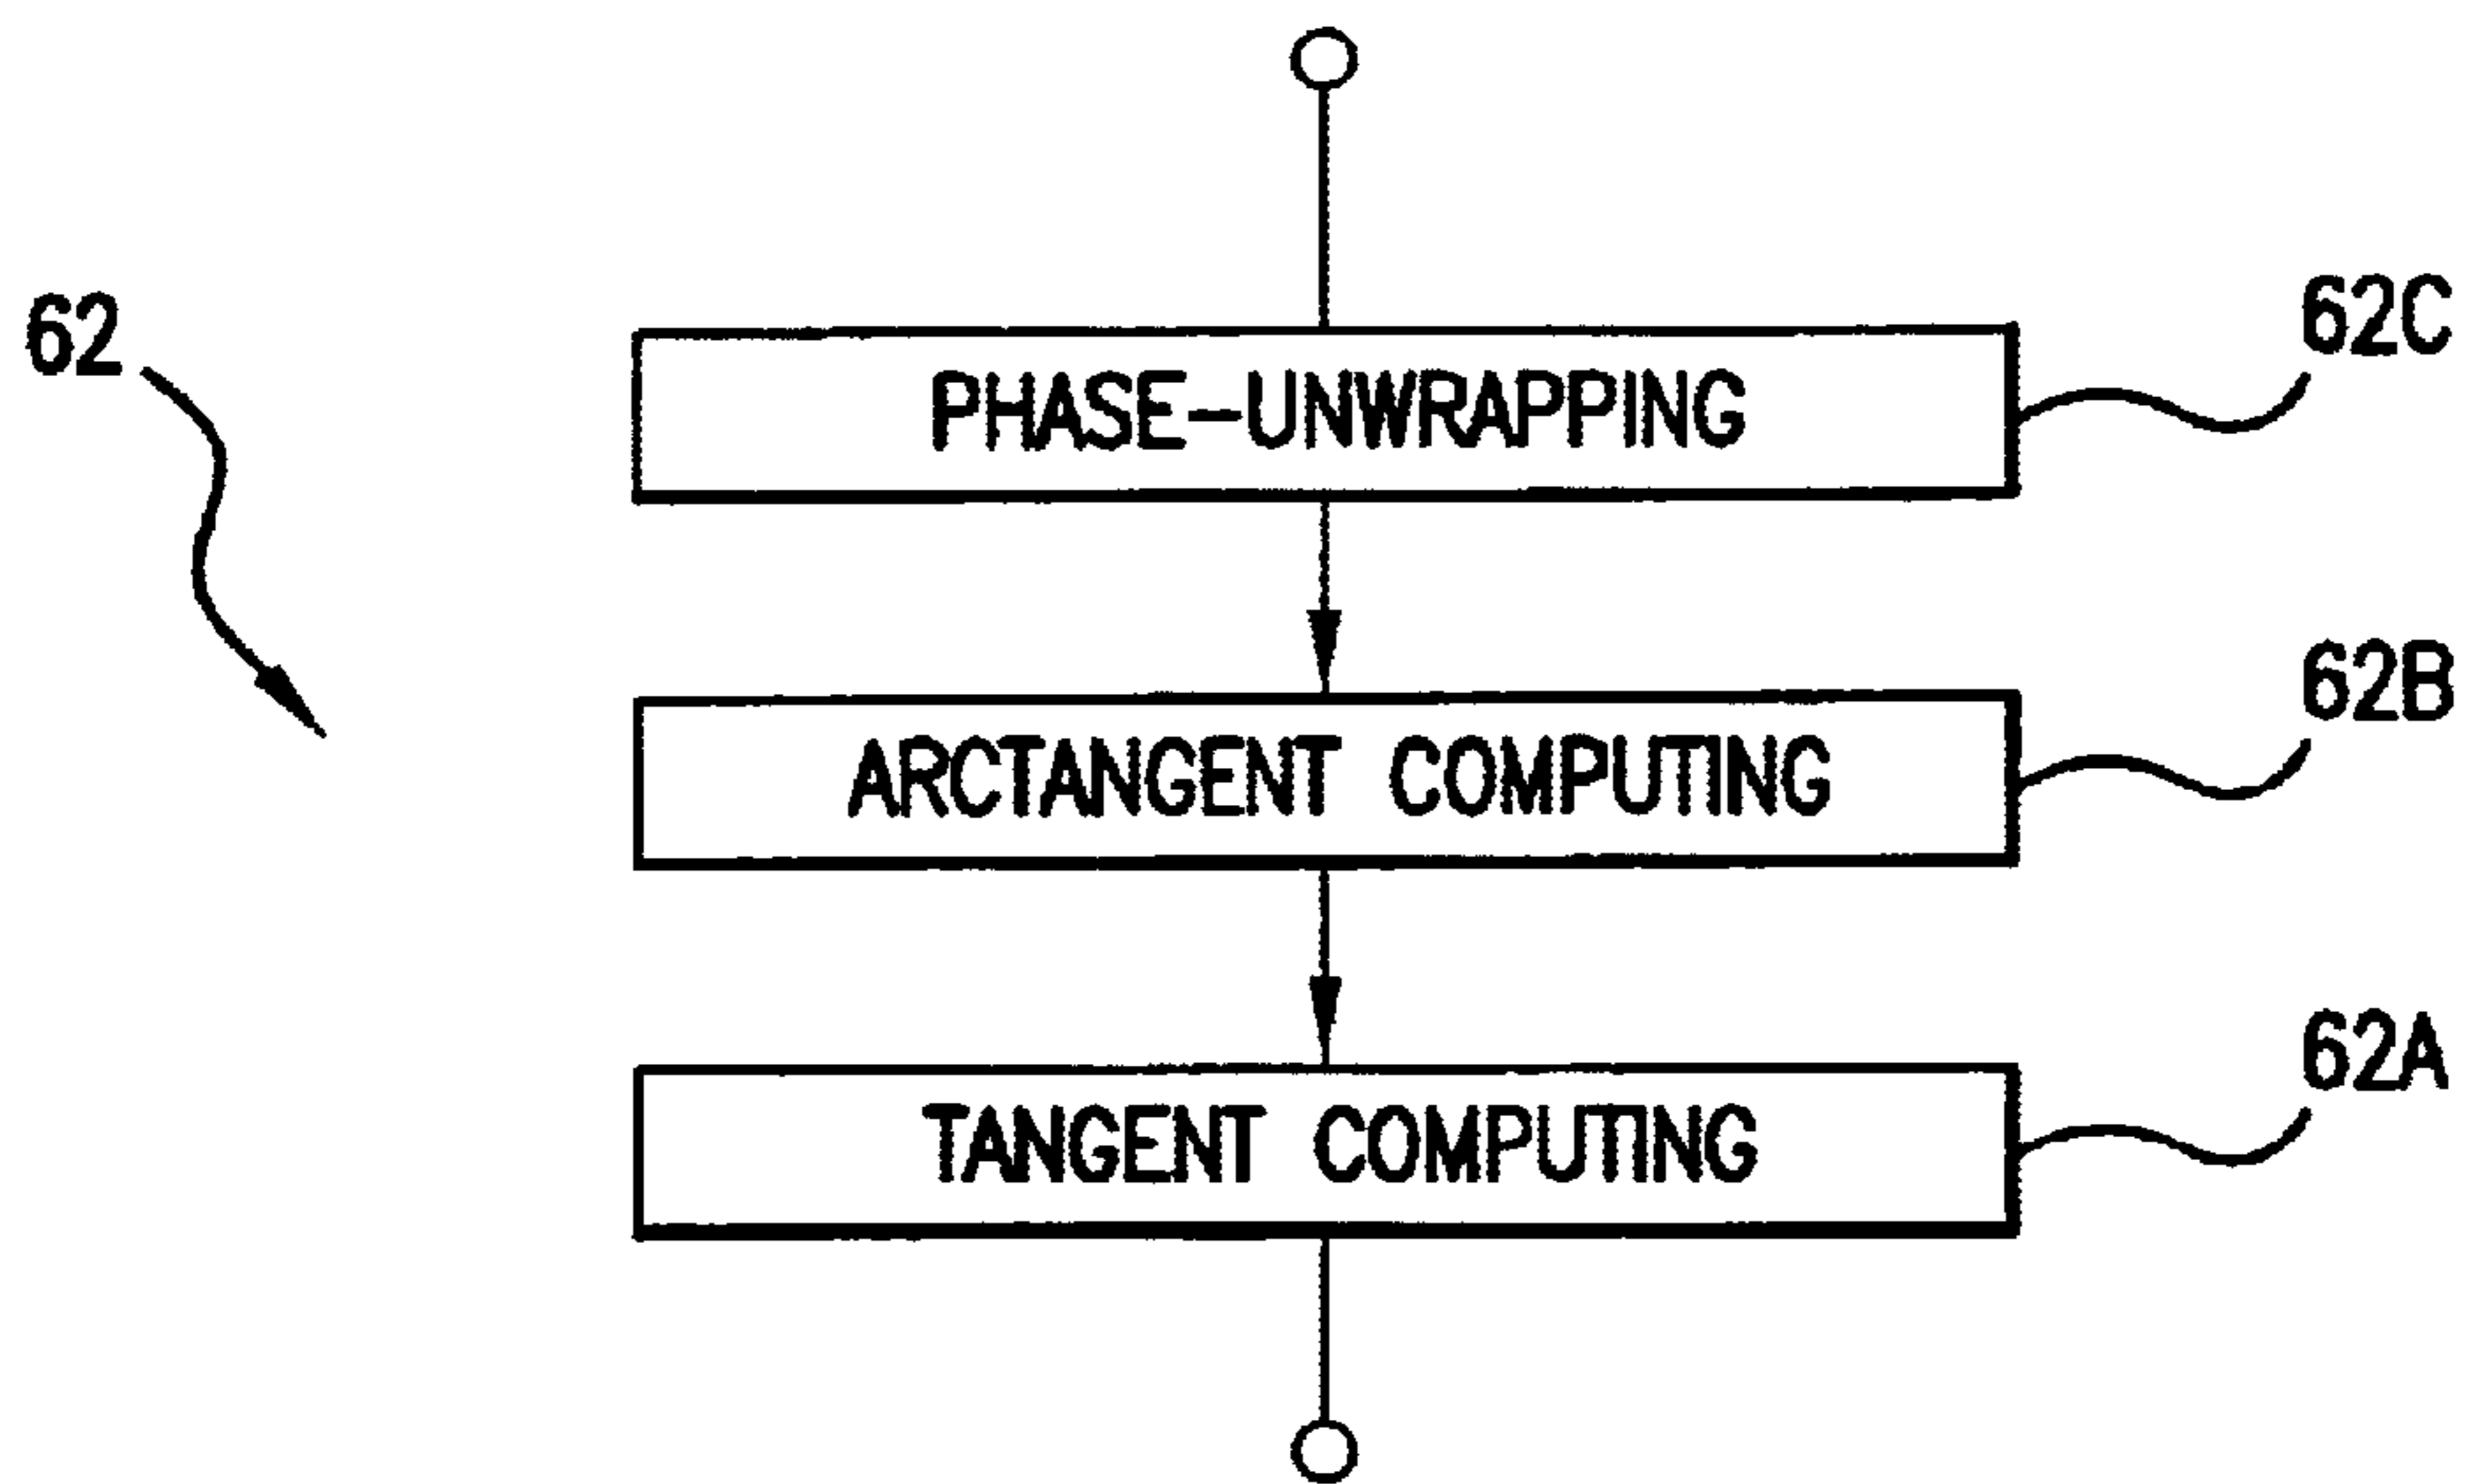 62
62C
PHASE-UNWRAPPING
62B
ARCTANGENT COMPUTING
62A
TANGENT COMPUTING